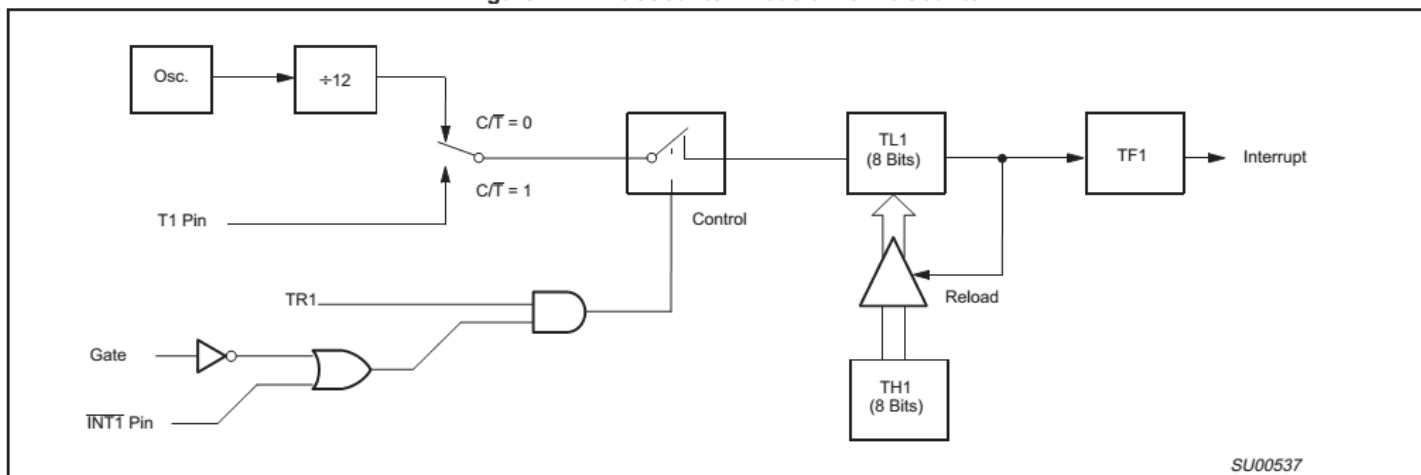 Osc.
÷12
C/T̅ = 0
C/T̅ = 1
T1 Pin
Control
TL1
(8 Bits)
TF1
Interrupt
TR1
Reload
Gate
I̅N̅T̅1̅ Pin
TH1
(8 Bits)
SU00537